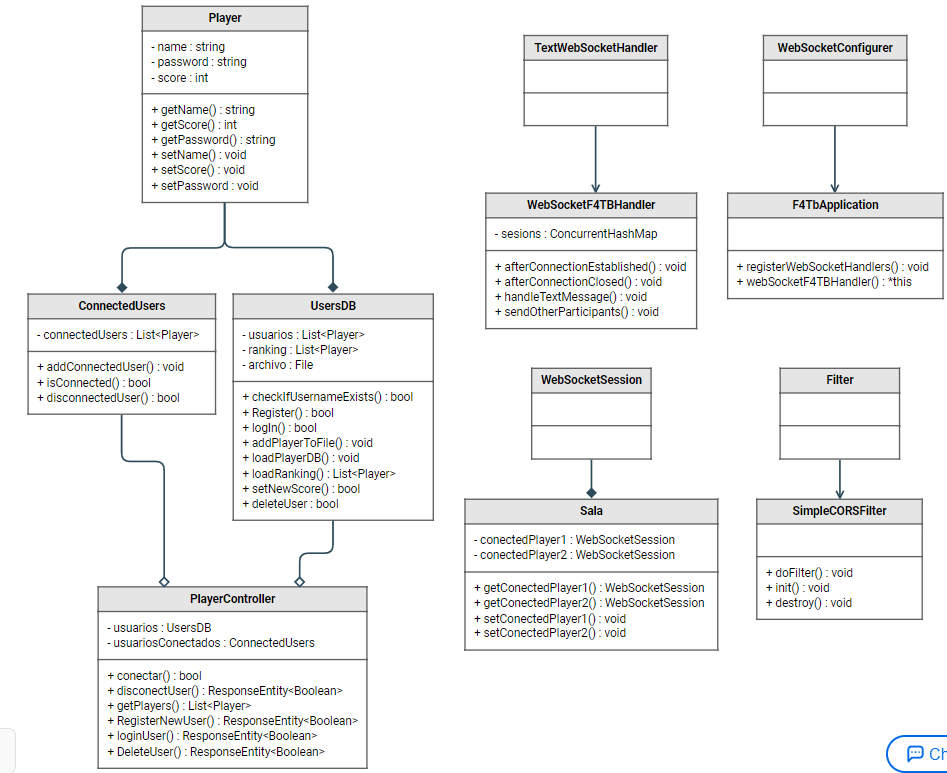 Player
- name : string
- password : string
- score : int
+ getName() : string
+ getScore() : int
+ getPassword() : string
+ setName() : void
+ setScore() : void
+ setPassword : void
TextWebSocketHandler
WebSocketConfigurer
WebSocketF4TBHandler
- sesions : ConcurrentHashMap
+ afterConnectionEstablished() : void
+ afterConnectionClosed() : void
+ handleTextMessage() : void
+ sendOtherParticipants() : void
F4TbApplication
+ registerWebSocketHandlers() : void
+ webSocketF4TBHandler() : *this
ConnectedUsers
- connectedUsers : List<Player>
+ addConnectedUser() : void
+ isConnected() : bool
+ disconnectedUser() : bool
UsersDB
- usuarios : List<Player>
- ranking : List<Player>
- archivo : File
+ checkIfUsernameExists() : bool
+ Register() : bool
+ logIn() : bool
+ addPlayerToFile() : void
+ loadPlayerDB() : void
+ loadRanking() : List<Player>
+ setNewScore() : bool
+ deleteUser : bool
WebSocketSession
Filter
Sala
- conectedPlayer1 : WebSocketSession
- conectedPlayer2 : WebSocketSession
+ getConectedPlayer1() : WebSocketSession
+ getConectedPlayer2() : WebSocketSession
+ setConectedPlayer1() : void
+ setConectedPlayer2() : void
SimpleCORSFilter
+ doFilter() : void
+ init() : void
+ destroy() : void
PlayerController
- usuarios : UsersDB
- usuariosConectados : ConnectedUsers
+ conectar() : bool
+ disconectUser() : ResponseEntity<Boolean>
+ getPlayers() : List<Player>
+ RegisterNewUser() : ResponseEntity<Boolean>
+ loginUser() : ResponseEntity<Boolean>
+ DeleteUser() : ResponseEntity<Boolean>